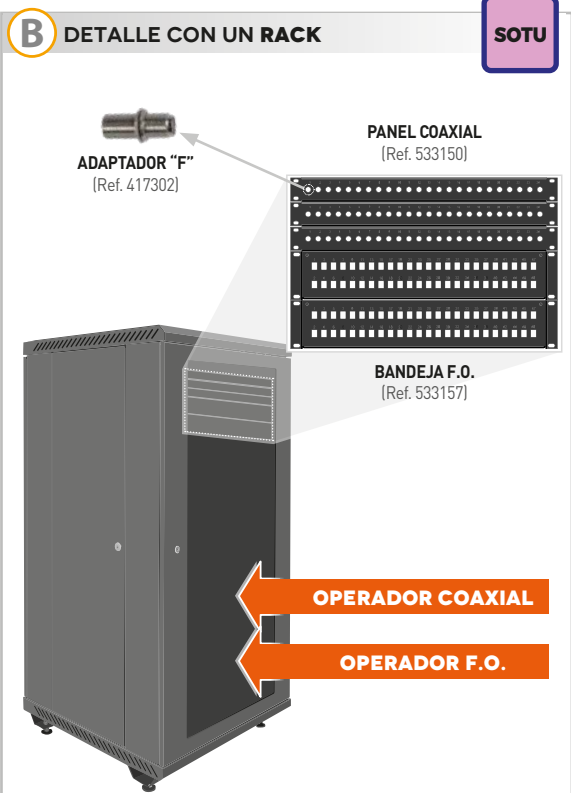 B DETALLE CON UN RACK
SOTU
ADAPTADOR “F”
(Ref. 417302)
PANEL COAXIAL
(Ref. 533150)
BANDEJA F.O.
(Ref. 533157)
OPERADOR COAXIAL
OPERADOR F.O.